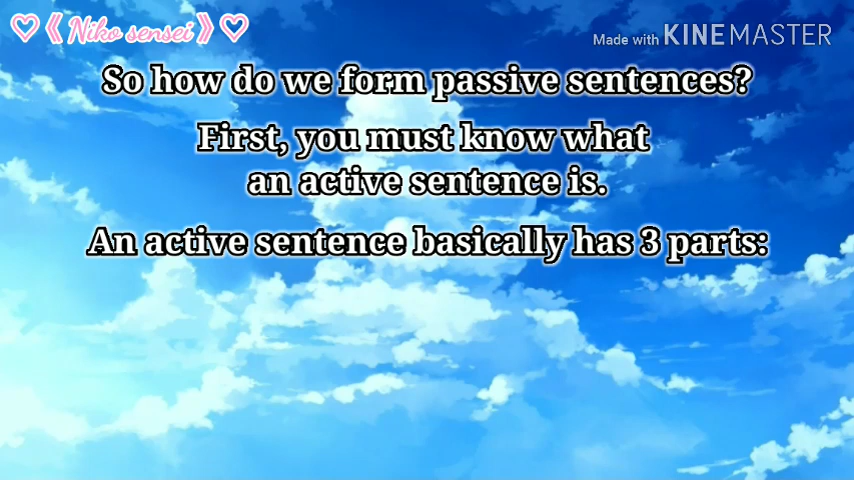 ♡《Niko sensei》♡
Made with KINEMASTER
So how do we form passive sentences?
First, you must know what
an active sentence is.
An active sentence basically has 3 parts: